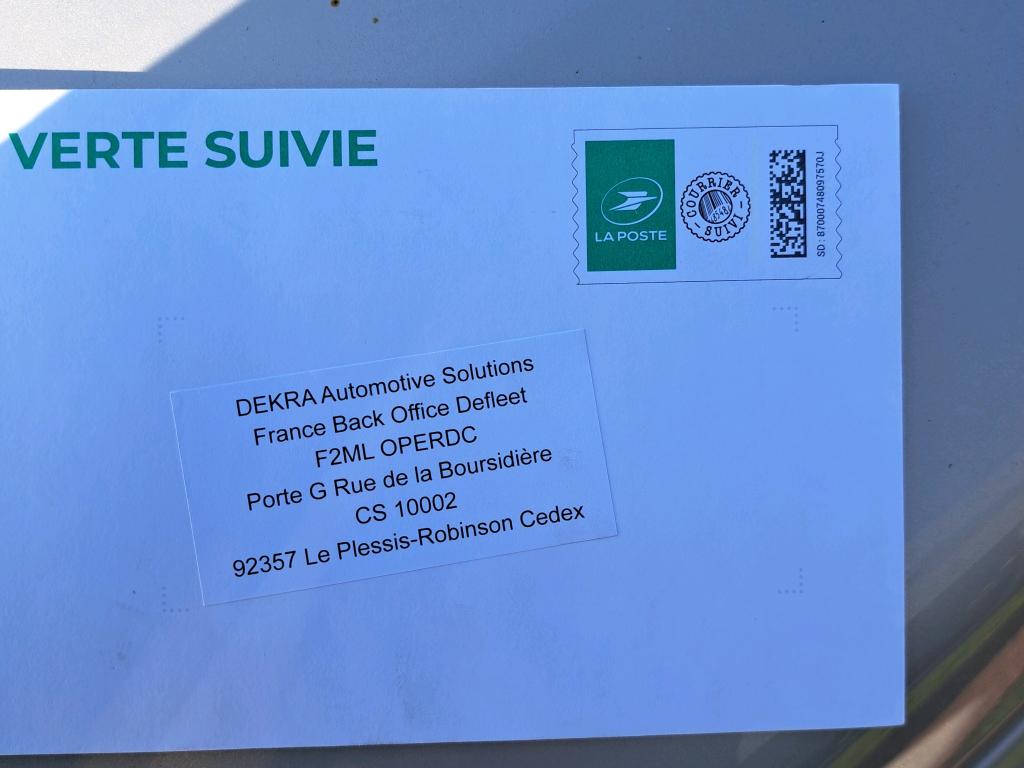 VERTE SUIVIE
LA POSTE
COURRIER
SUIVI
SD : 87000748097570J
DEKRA Automotive Solutions
France Back Office Defleet
F2ML OPERDC
Porte G Rue de la Boursidière
CS 10002
92357 Le Plessis-Robinson Cedex